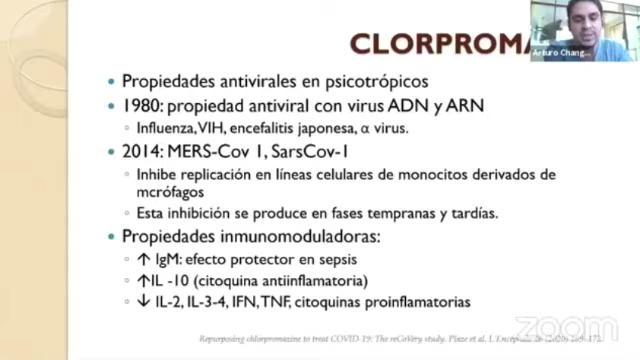 CLORPROMA
Arturo Chang...
• Propiedades antivirales en psicotrópicos
• 1980: propiedad antiviral con virus ADN y ARN
◦ Influenza, VIH, encefalitis japonesa, α virus.
• 2014: MERS-Cov 1, SarsCov-1
◦ Inhibe replicación en líneas celulares de monocitos derivados de
mcrófagos
◦ Esta inhibición se produce en fases tempranas y tardías.
• Propiedades inmunomoduladoras:
◦ ↑ IgM: efecto protector en sepsis
◦ ↑IL -10 (citoquina antiinflamatoria)
◦ ↓ IL-2, IL-3-4, IFN, TNF, citoquinas proinflamatorias
Repurposing chlorpromazine to treat COVID-19: The reCoVery study. Plaze et al. L'Encéphale (2020) 169-172
zoom